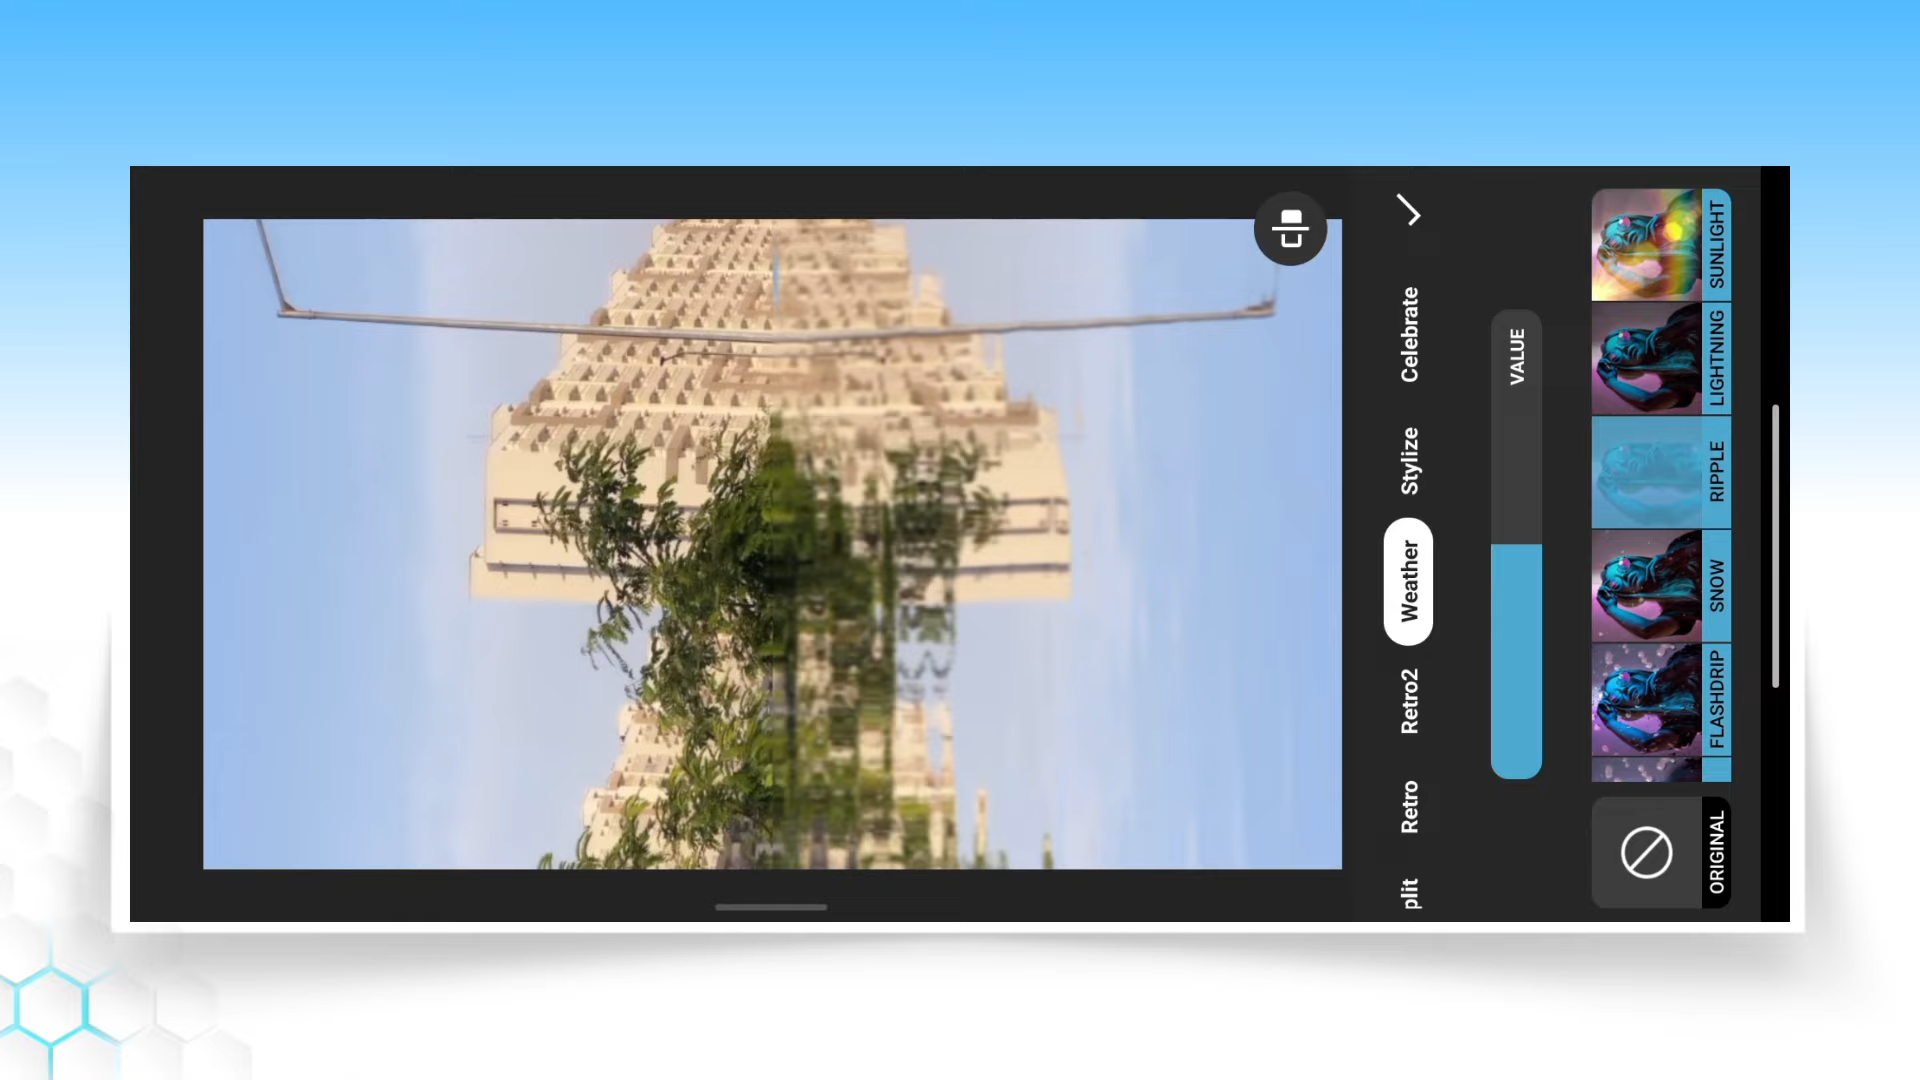 plit Retro Retro2 Weather Stylize Celebrate
VALUE
ORIGINAL FLASHDRIP SNOW RIPPLE LIGHTNING SUNLIGHT